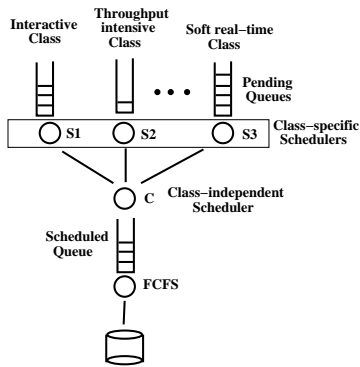 Interactive
Class
Throughput
intensive
Class
Soft real-time
Class
Pending
Queues
S1
S2
S3
Class-specific
Schedulers
C
Class-independent
Scheduler
Scheduled
Queue
FCFS